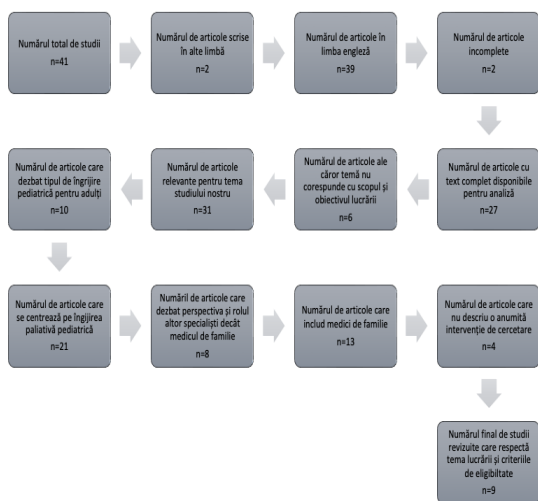 Numărul total de studii
n=41
Numărul de articole scrise
în alte limbă
n=2
Numărul de articole în
limba engleză
n=39
Numărul de articole
incomplete
n=2
Numărul de articole cu
text complet disponibile
pentru analiză
n=27
Numărul de articole ale
căror temă nu
corespunde cu scopul și
obiectivul lucrării
n=6
Numărul de articole
relevante pentru tema
studiului nostru
n=31
Numărul de articole care
dezbat tipul de îngrijire
pediatrică pentru adulți
n=10
Numărul de articole care
se centrează pe îngijirea
paliativă pediatrică
n=21
Număril de articole care
dezbat perspectiva și rolul
altor specialiști decât
medicul de familie
n=8
Numărul de articole care
includ medici de familie
n=13
Numărul de articole care
nu descriu o anumită
intervenție de cercetare
n=4
Numărul final de studii
revizuite care respectă
tema lucrării și criteriile
de eligibiltate
n=9